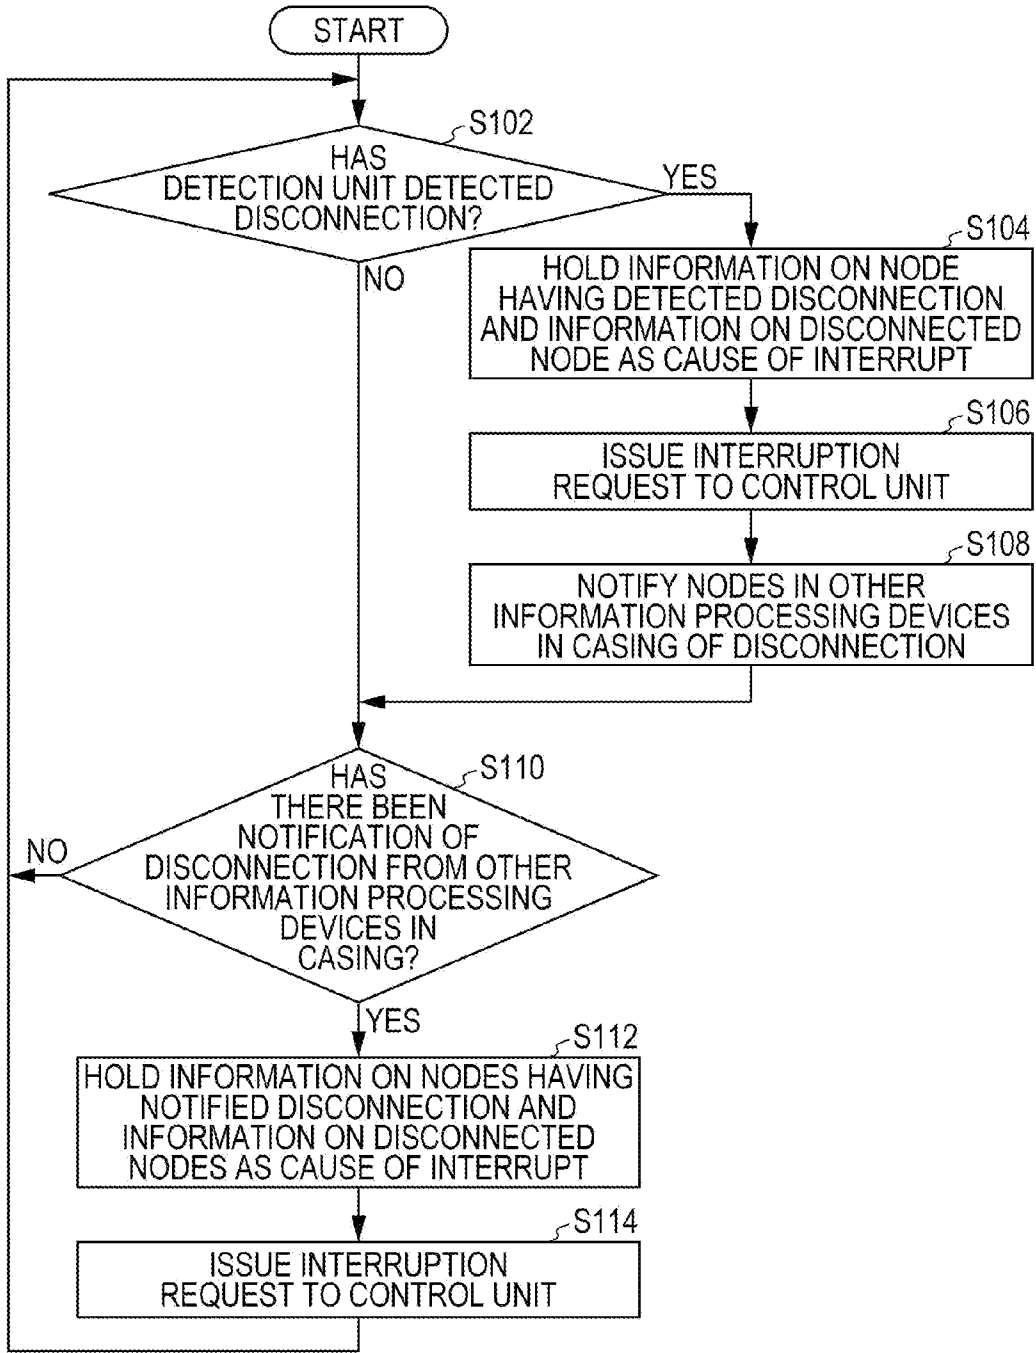 START
S102
HAS
DETECTION UNIT DETECTED
DISCONNECTION?
YES
NO
S104
HOLD INFORMATION ON NODE
HAVING DETECTED DISCONNECTION
AND INFORMATION ON DISCONNECTED
NODE AS CAUSE OF INTERRUPT
S106
ISSUE INTERRUPTION
REQUEST TO CONTROL UNIT
S108
NOTIFY NODES IN OTHER
INFORMATION PROCESSING DEVICES
IN CASING OF DISCONNECTION
S110
HAS
THERE BEEN
NOTIFICATION OF
DISCONNECTION FROM OTHER
INFORMATION PROCESSING
DEVICES IN
CASING?
NO
YES
S112
HOLD INFORMATION ON NODES HAVING
NOTIFIED DISCONNECTION AND
INFORMATION ON DISCONNECTED
NODES AS CAUSE OF INTERRUPT
S114
ISSUE INTERRUPTION
REQUEST TO CONTROL UNIT